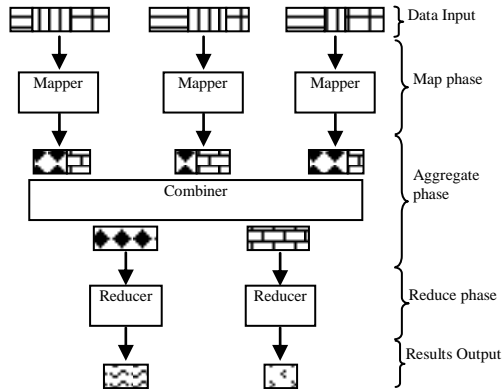 Data Input
Mapper
Mapper
Mapper
Map phase
Combiner
Aggregate
phase
Reducer
Reducer
Reduce phase
Results Output